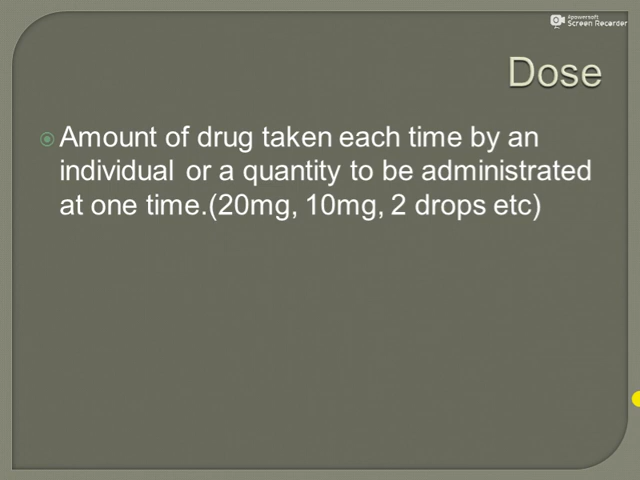 Apowersoft
Screen Recorder
Dose
Amount of drug taken each time by an
individual or a quantity to be administrated
at one time.(20mg, 10mg, 2 drops etc)